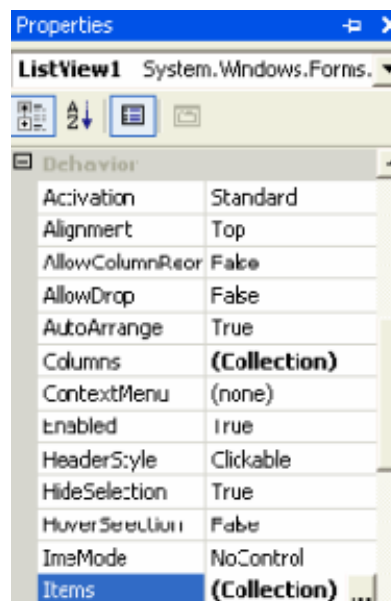 Properties
ListView1 System.Windows.Forms.
Behavior
Activation Standard
Alignment Top
AllowColumnReor False
AllowDrop False
AutoArrange True
Columns (Collection)
ContextMenu (none)
Enabled True
HeaderStyle Clickable
HideSelection True
HoverSelection False
ImeMode NoControl
Items (Collection) ...